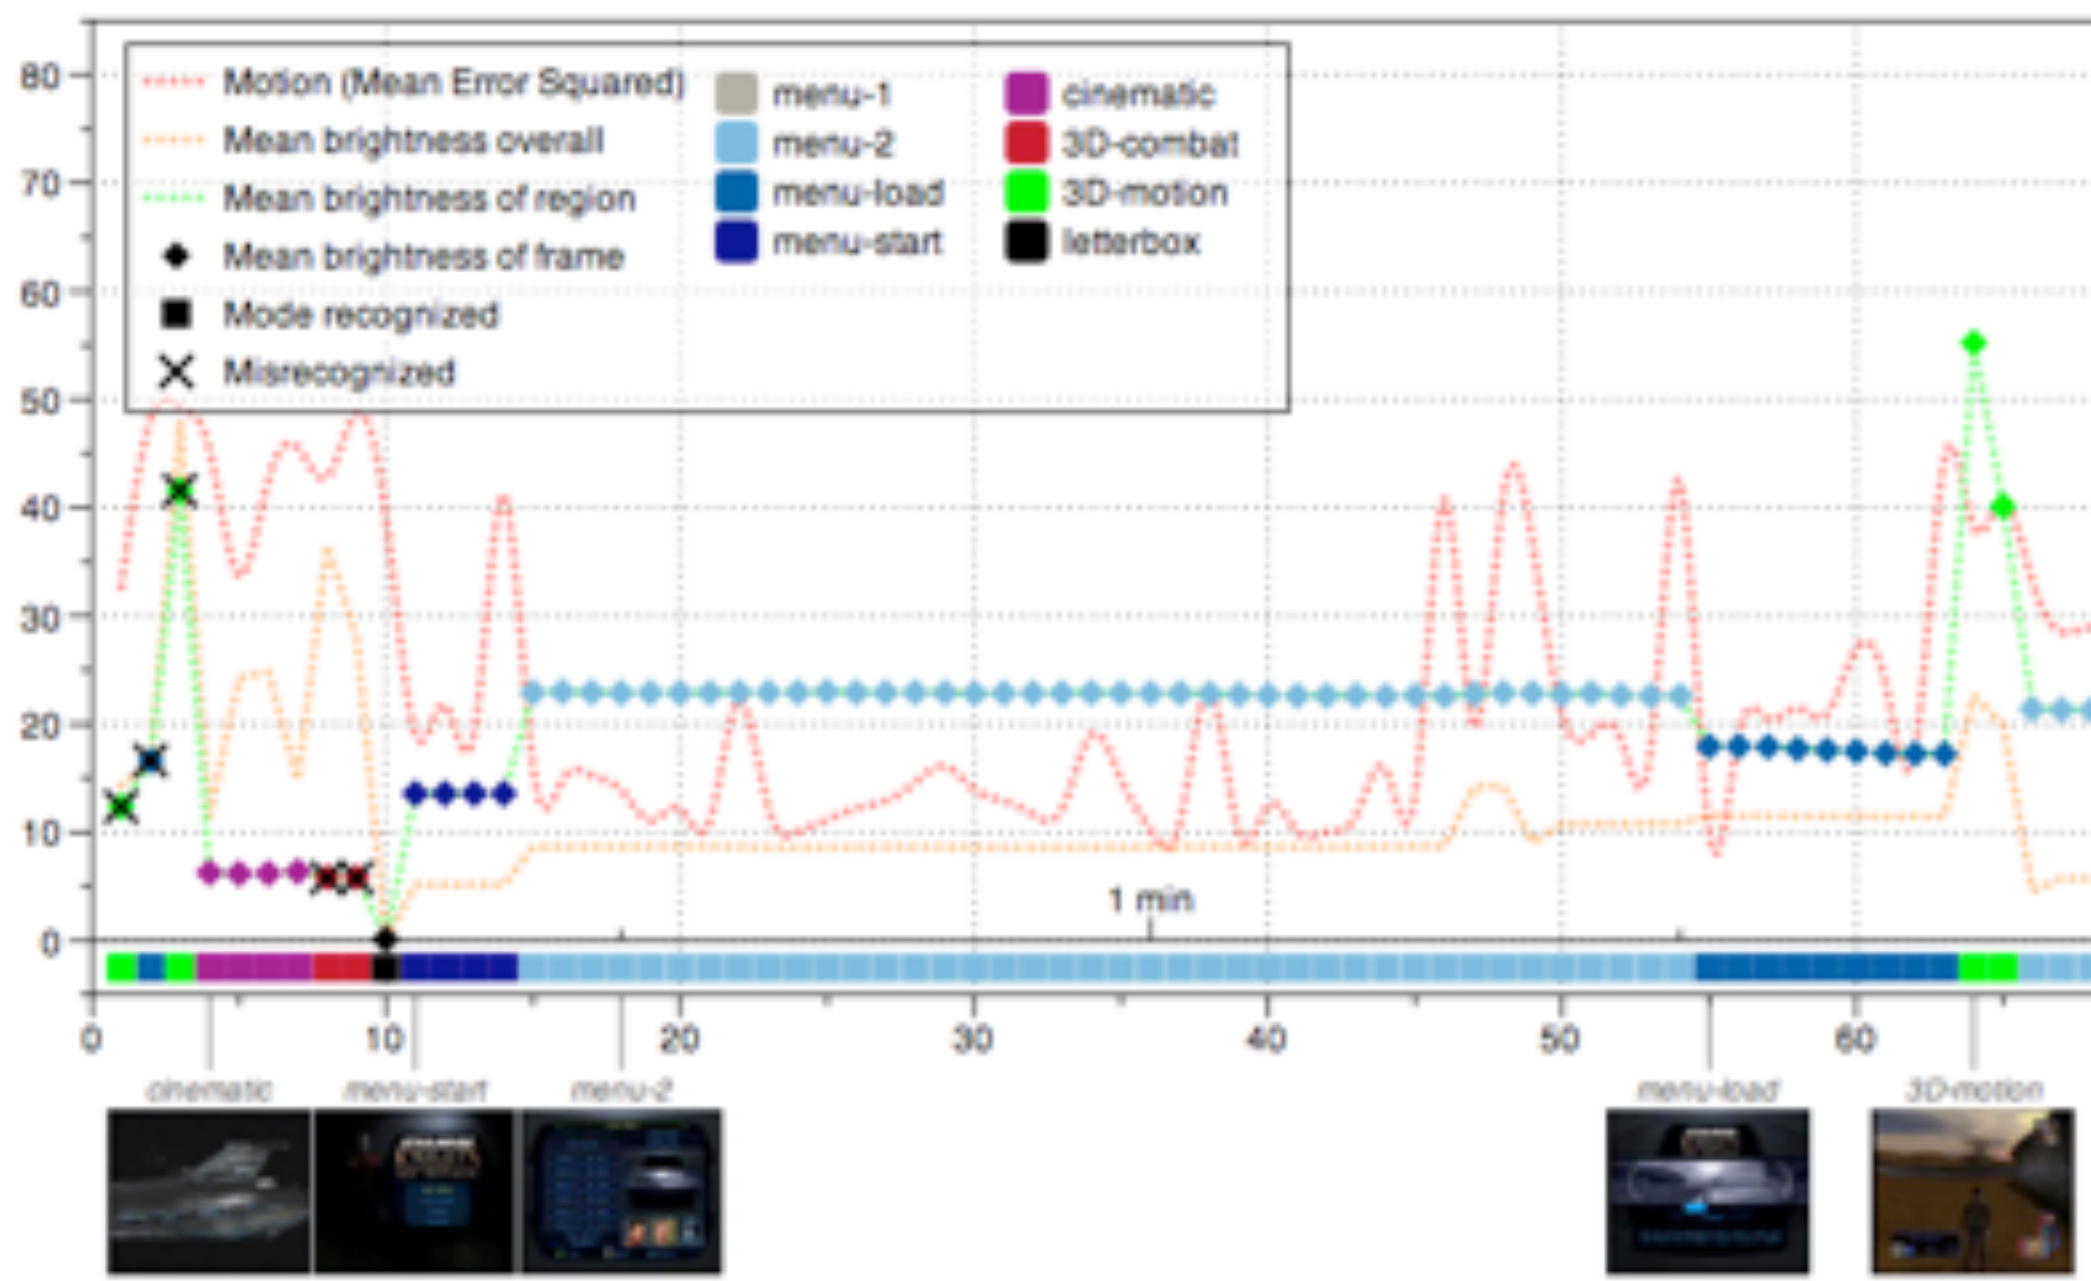 80
70
60
50
40
30
20
10
0
Motion (Mean Error Squared)
Mean brightness overall
Mean brightness of region
Mean brightness of frame
Mode recognized
Misrecognized
menu-1
menu-2
menu-load
menu-start
cinematic
3D-combat
3D-motion
letterbox
1 min
0 10 20 30 40 50 60
cinematic menu-start menu-2 menu-load 3D-motion